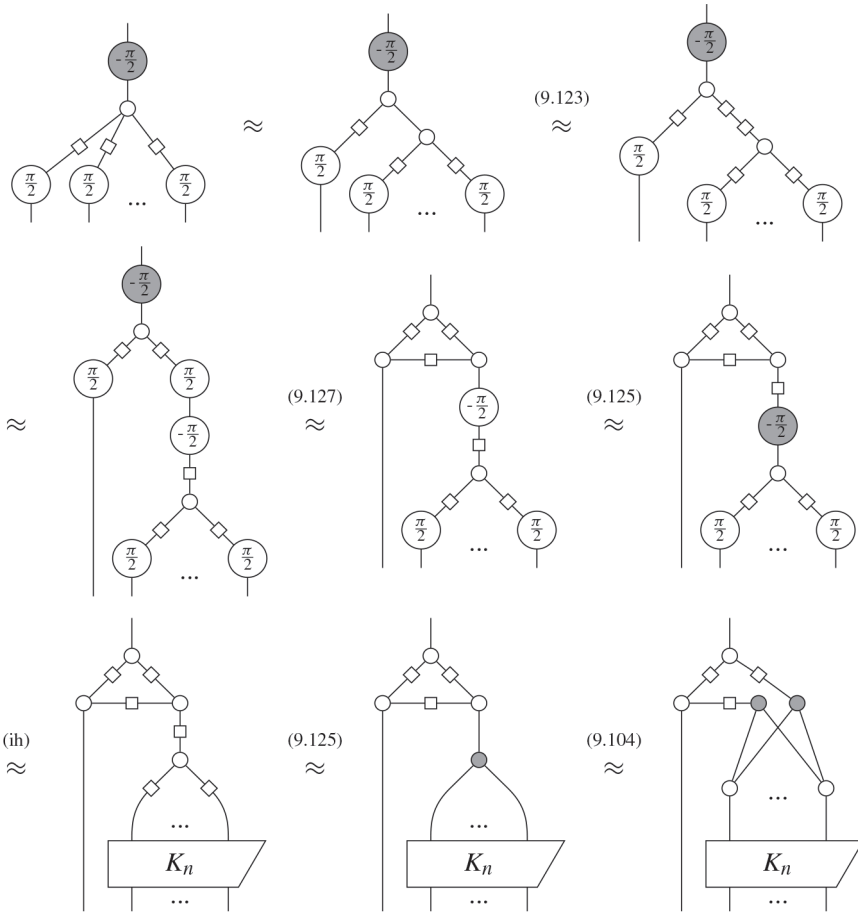 -π/2 -π/2 -π/2
≈ (9.123) ≈
π/2 π/2 π/2 ... π/2 π/2 ... π/2 π/2 π/2 ... π/2
-π/2
≈ π/2 π/2 (9.127) ≈ -π/2 (9.125) ≈ -π/2
-π/2
π/2 ... π/2 π/2 ... π/2 π/2 ... π/2
(ih) ≈ (9.125) ≈ (9.104) ≈
... ... ...
Kn Kn Kn
... ... ...